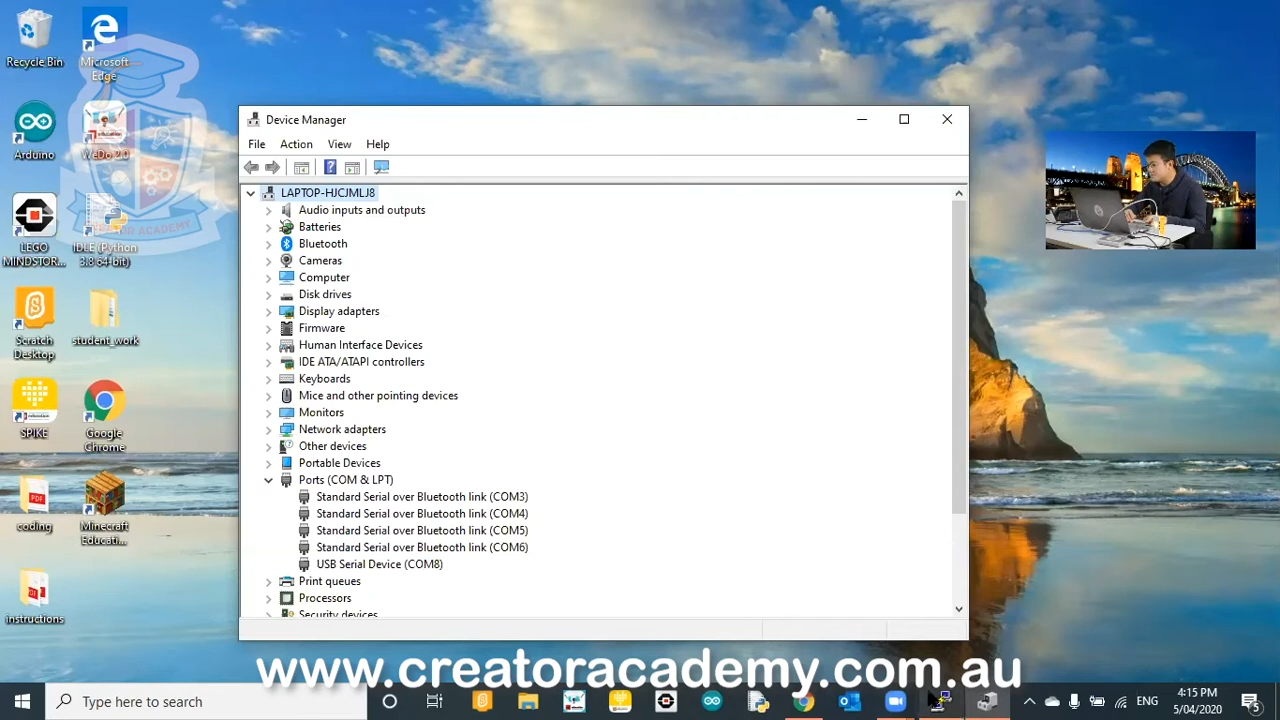 Recycle Bin
Microsoft
Edge
Arduino
WeDo 2.0
LEGO
MINDSTOR...
IDLE (Python
3.8 64-bit)
Scratch
Desktop
student_work
SPIKE
Google
Chrome
coding
Minecraft
Educati...
instructions
Device Manager
File Action View Help
LAPTOP-HJCJMLJ8
Audio inputs and outputs
Batteries
Bluetooth
Cameras
Computer
Disk drives
Display adapters
Firmware
Human Interface Devices
IDE ATA/ATAPI controllers
Keyboards
Mice and other pointing devices
Monitors
Network adapters
Other devices
Portable Devices
Ports (COM & LPT)
Standard Serial over Bluetooth link (COM3)
Standard Serial over Bluetooth link (COM4)
Standard Serial over Bluetooth link (COM5)
Standard Serial over Bluetooth link (COM6)
USB Serial Device (COM8)
Print queues
Processors
Security devices
www.creatoracademy.com.au
Type here to search
ENG
4:15 PM
5/04/2020
5